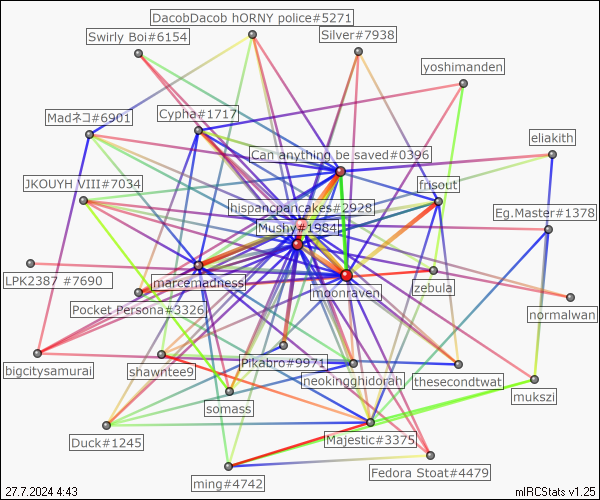 DacobDacob hORNY police#5271
Swirly Boi#6154
Silver#7938
yoshimanden
Madネコ#6901
Cypha#1717
eliakith
Can anything be saved#0396
JKOUYH VIII#7034
frisout
hispanicpancakes#2928
Eg.Master#1378
Mushy#1984
LPK2387 #7690
marcemadness
zebula
moonraven
Pocket Persona#3326
normalwan
bigcitysamurai
shawntee9
Pikabro#9971
neokingghidorah
thesecondtwat
mukszi
somass
Duck#1245
Majestic#3375
Fedora Stoat#4479
ming#4742
27.7.2024 4:43
mIRCStats v1.25